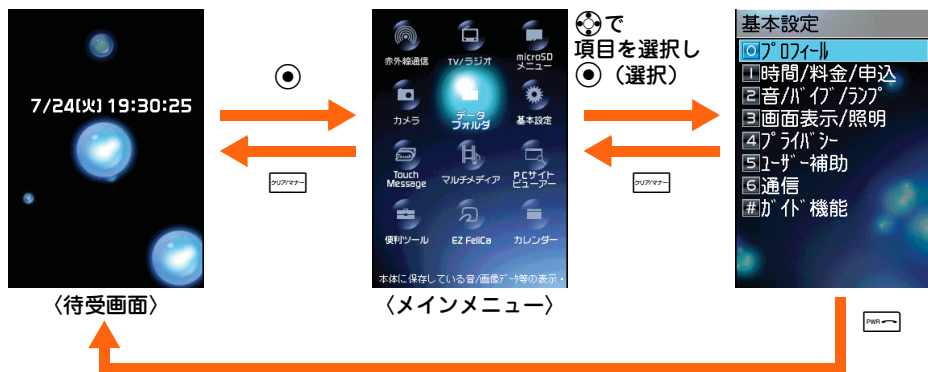 7/24[火] 19:30:25
〈待受画面〉
クリア/マナー
赤外線通信
TV/ラジオ
microSD
メニュー
カメラ
データ
フォルダ
基本設定
Touch
Message
マルチメディア
PCサイト
ビューアー
便利ツール
EZ FeliCa
カレンダー
本体に保存している音/画像ﾃﾞｰﾀ等の表示・
〈メインメニュー〉
で
項目を選択し
（選択）
クリア/マナー
基本設定
0ﾌﾟﾛﾌｨｰﾙ
1時間/料金/申込
2音/ﾊﾞｲﾌﾞ/ﾗﾝﾌﾟ
3画面表示/照明
4ﾌﾟﾗｲﾊﾞｼｰ
5ﾕｰｻﾞｰ補助
6通信
#ｶﾞｲﾄﾞ機能
PWR